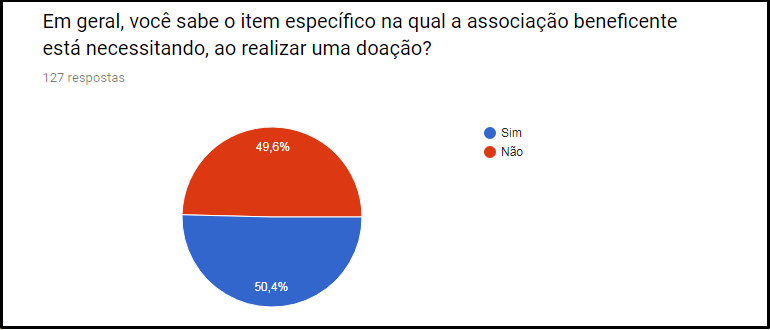 Em geral, você sabe o item específico na qual a associação beneficente
está necessitando, ao realizar uma doação?
127 respostas
Sim
Não
49,6%
50,4%